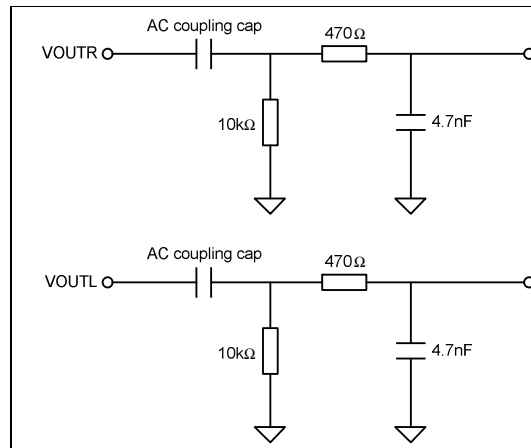 AC coupling cap
470Ω
VOUTR
10kΩ
4.7nF
AC coupling cap
470Ω
VOUTL
10kΩ
4.7nF